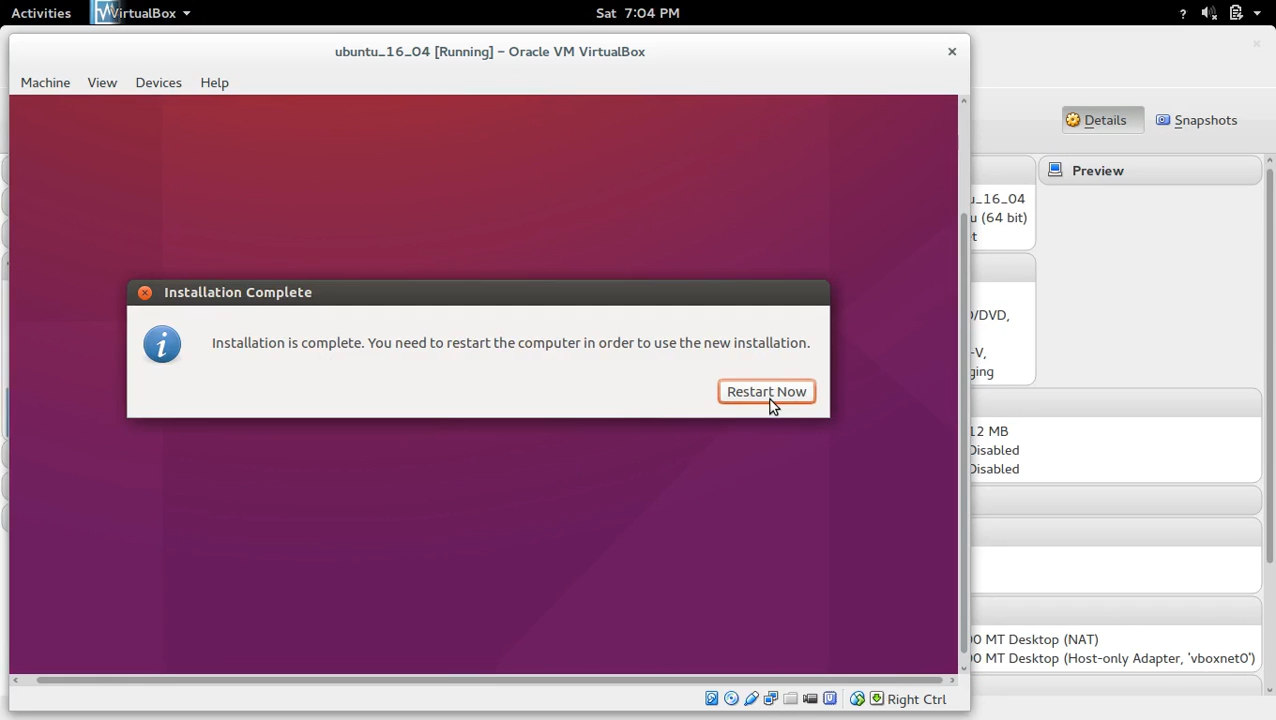 Activities VirtualBox Sat 7:04 PM ?
ubuntu_16_04 [Running] – Oracle VM VirtualBox
Machine View Devices Help
Details Snapshots
Preview
u_16_04
u (64 bit)
et
Installation Complete
Installation is complete. You need to restart the computer in order to use the new installation.
Restart Now
D/DVD,
-V,
ging
12 MB
Disabled
Disabled
00 MT Desktop (NAT)
00 MT Desktop (Host-only Adapter, 'vboxnet0')
Right Ctrl